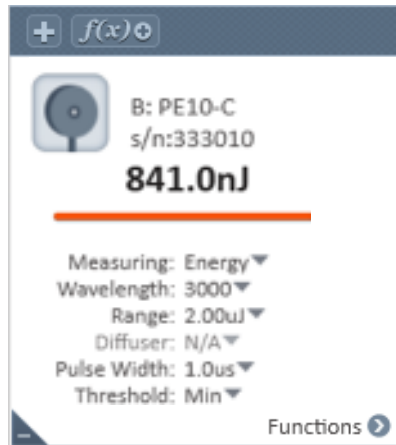 + f(x)
B: PE10-C
s/n:333010
841.0nJ
Measuring: Energy
Wavelength: 3000
Range: 2.00uJ
Diffuser: N/A
Pulse Width: 1.0us
Threshold: Min
Functions